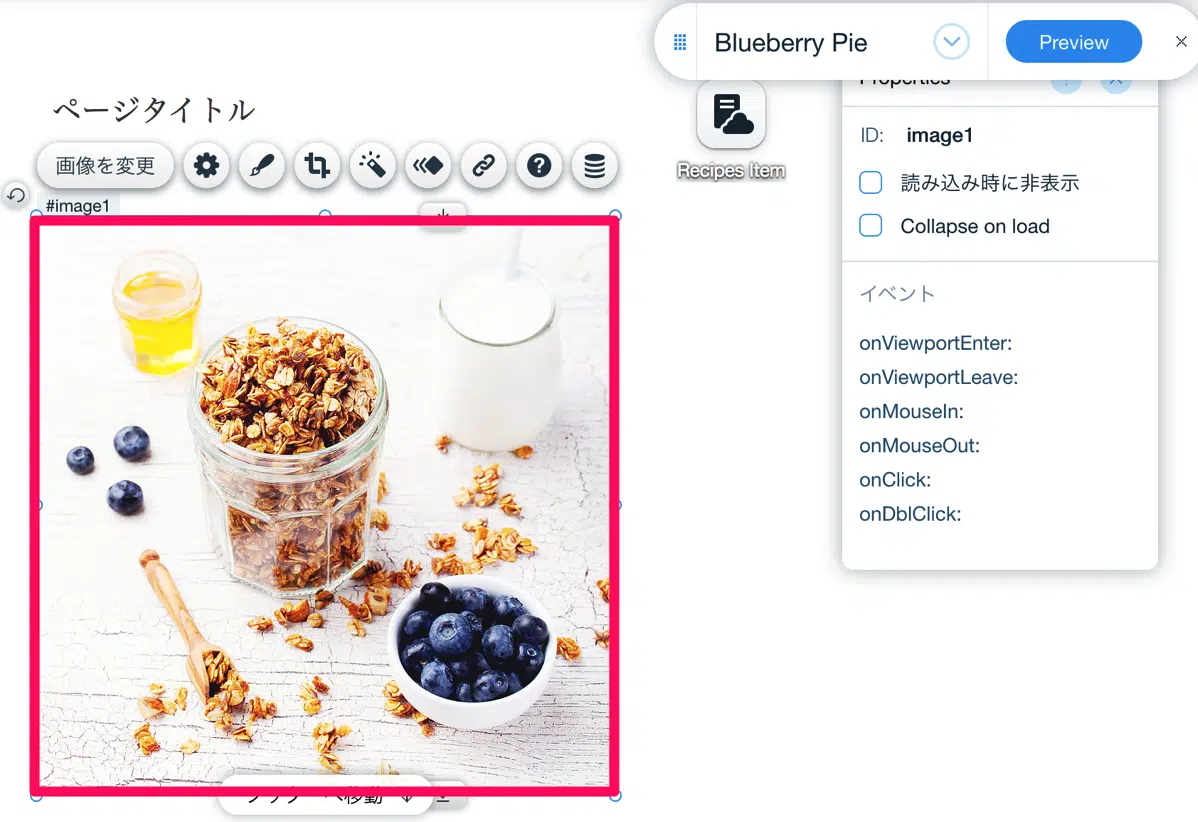 Blueberry Pie
Preview
ページタイトル
Properties
Recipes Item
画像を変更
#image1
ID: image1
読み込み時に非表示
Collapse on load
イベント
onViewportEnter:
onViewportLeave:
onMouseIn:
onMouseOut:
onClick:
onDblClick:
へ移動